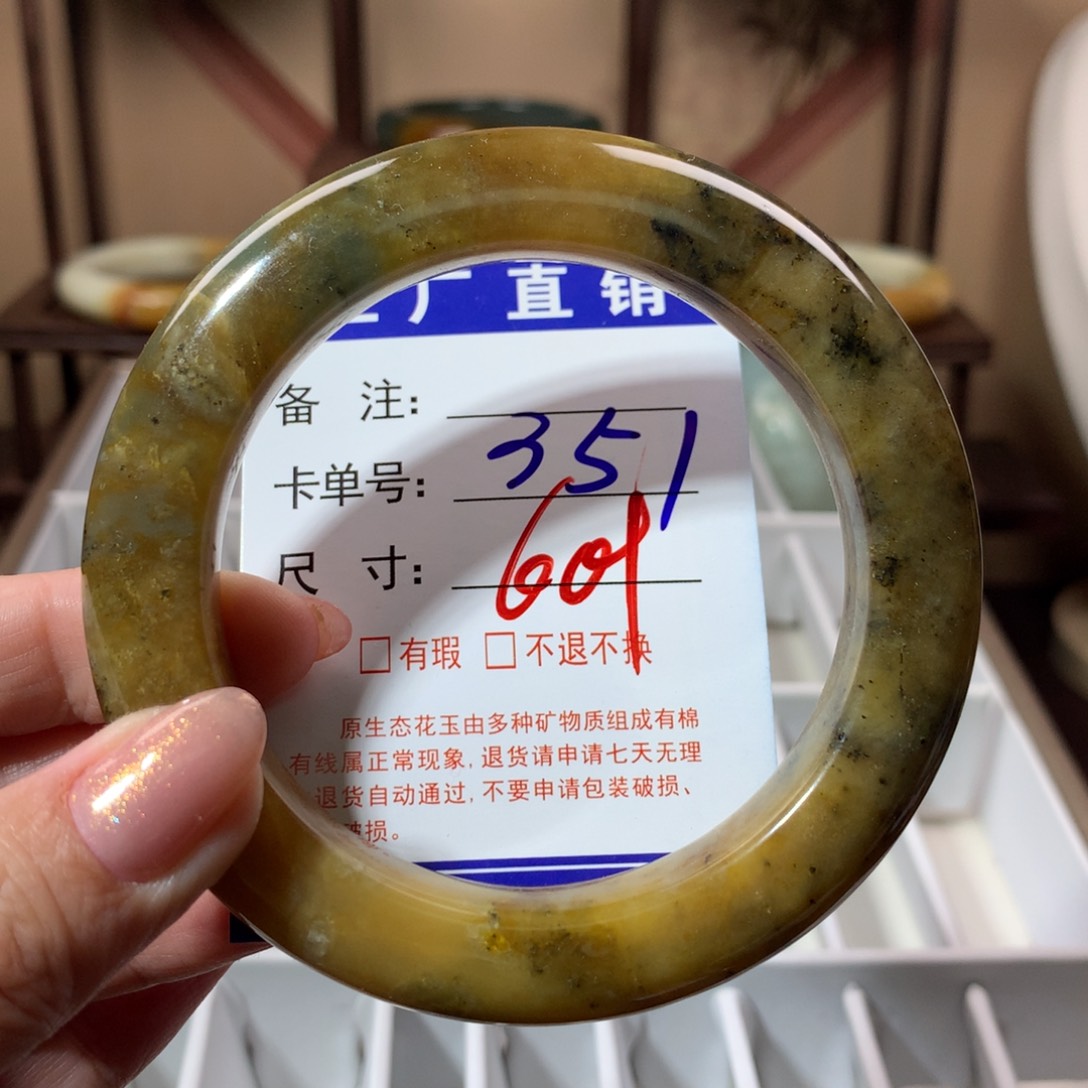 厂直销
备 注:
卡单号: 351
尺 寸: 601
□有瑕 □不退不换
原生态花玉由多种矿物质组成有棉
有线属正常现象,退货请申请七天无理
退货自动通过,不要申请包装破损、
破损。